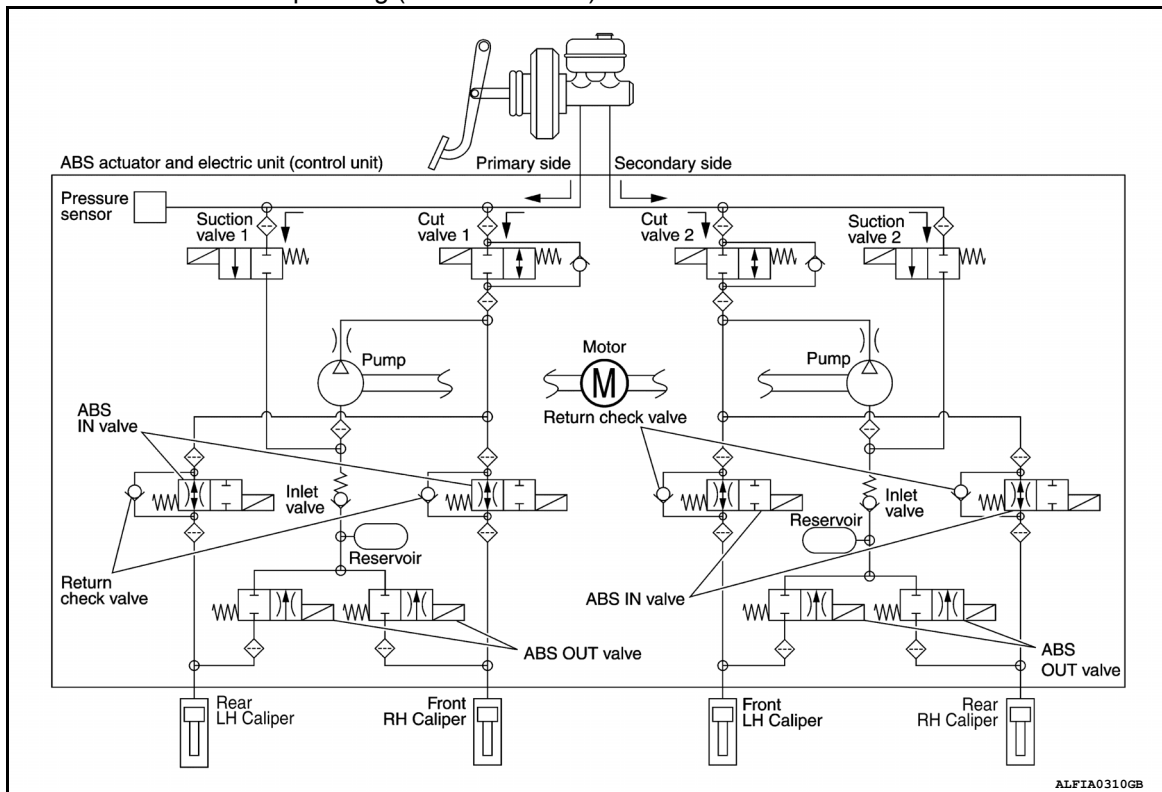 ABS actuator and electric unit (control unit)
Primary side
Secondary side
Pressure
sensor
Suction
valve 1
Cut
valve 1
Cut
valve 2
Suction
valve 2
Pump
Motor
M
Pump
ABS
IN valve
Return check valve
Inlet
valve
Inlet
valve
Reservoir
Reservoir
Return
check valve
ABS IN valve
ABS OUT valve
ABS
OUT valve
Rear
LH Caliper
Front
RH Caliper
Front
LH Caliper
Rear
RH Caliper
ALFIA0310GB